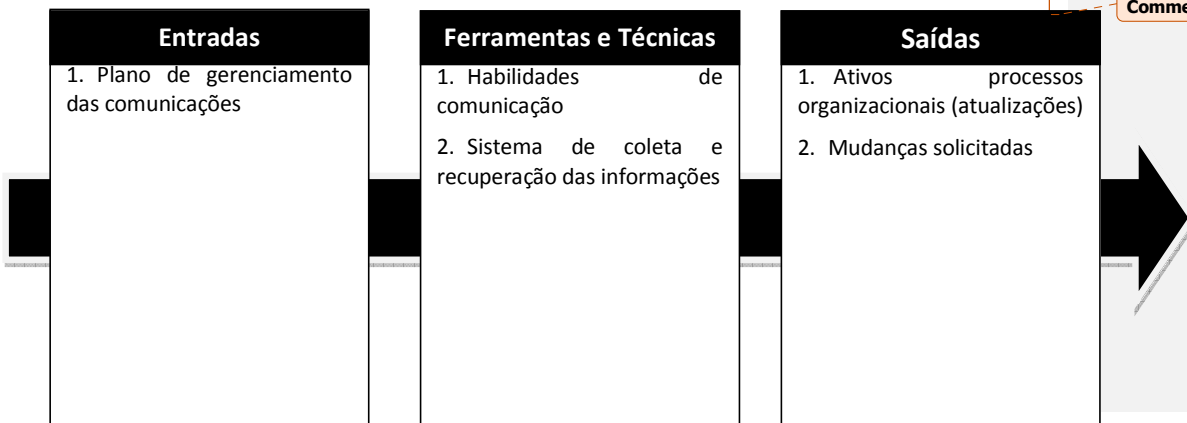 Comme
Entradas
1. Plano de gerenciamento
das comunicações
Ferramentas e Técnicas
1. Habilidades de
comunicação
2. Sistema de coleta e
recuperação das informações
Saídas
1. Ativos processos
organizacionais (atualizações)
2. Mudanças solicitadas